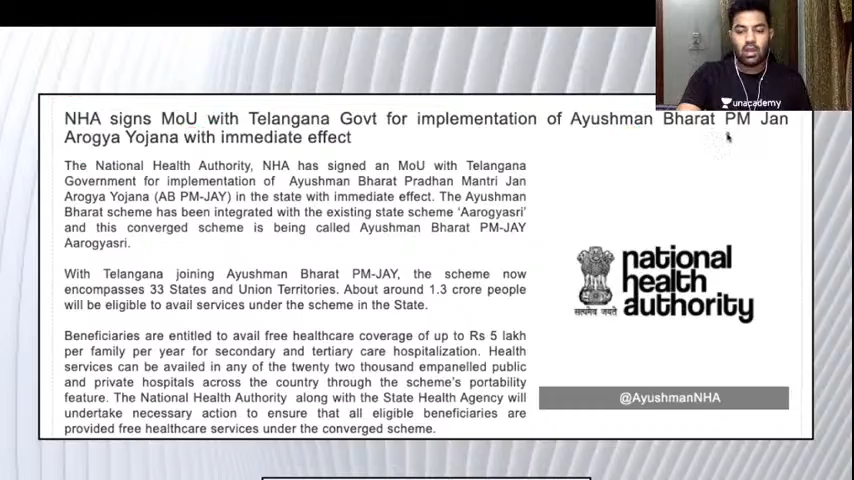 unacademy
NHA signs MoU with Telangana Govt for implementation of Ayushman Bharat PM Jan
Arogya Yojana with immediate effect
The National Health Authority, NHA has signed an MoU with Telangana
Government for implementation of Ayushman Bharat Pradhan Mantri Jan
Arogya Yojana (AB PM-JAY) in the state with immediate effect. The Ayushman
Bharat scheme has been integrated with the existing state scheme ‘Aarogyasri’
and this converged scheme is being called Ayushman Bharat PM-JAY
Aarogyasri.
With Telangana joining Ayushman Bharat PM-JAY, the scheme now
encompasses 33 States and Union Territories. About around 1.3 crore people
will be eligible to avail services under the scheme in the State.
Beneficiaries are entitled to avail free healthcare coverage of up to Rs 5 lakh
per family per year for secondary and tertiary care hospitalization. Health
services can be availed in any of the twenty two thousand empanelled public
and private hospitals across the country through the scheme's portability
feature. The National Health Authority along with the State Health Agency will
undertake necessary action to ensure that all eligible beneficiaries are
provided free healthcare services under the converged scheme.
national
health
authority
सत्यमेव जयते
@AyushmanNHA